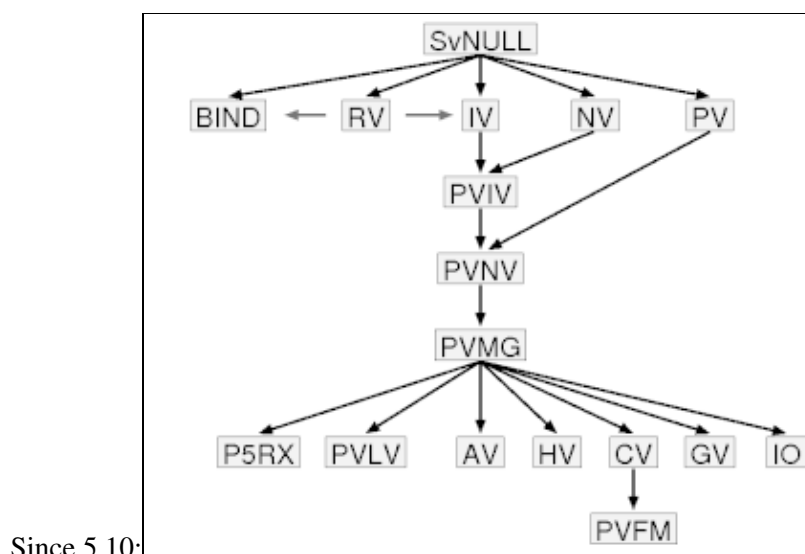 SvNULL
BIND RV IV NV PV
PVIV
PVNV
PVMG
P5RX PVLV AV HV CV GV IO
PVFM
Since 5.10: